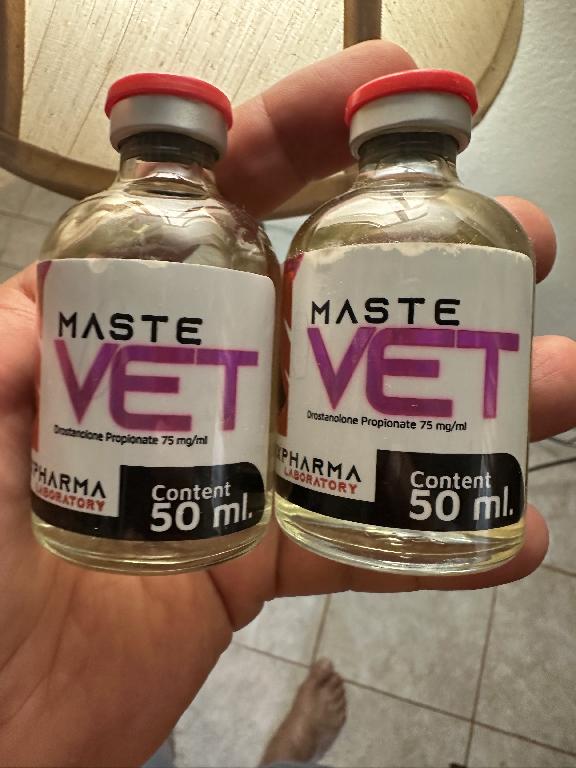 MASTE
VET
Drostanolone Propionate 75 mg/ml
PHARMA
LABORATORY
Content
50 ml.
MASTE
VET
Drostanolone Propionate 75 mg/ml
XPHARMA
LABORATORY
Content
50 ml.